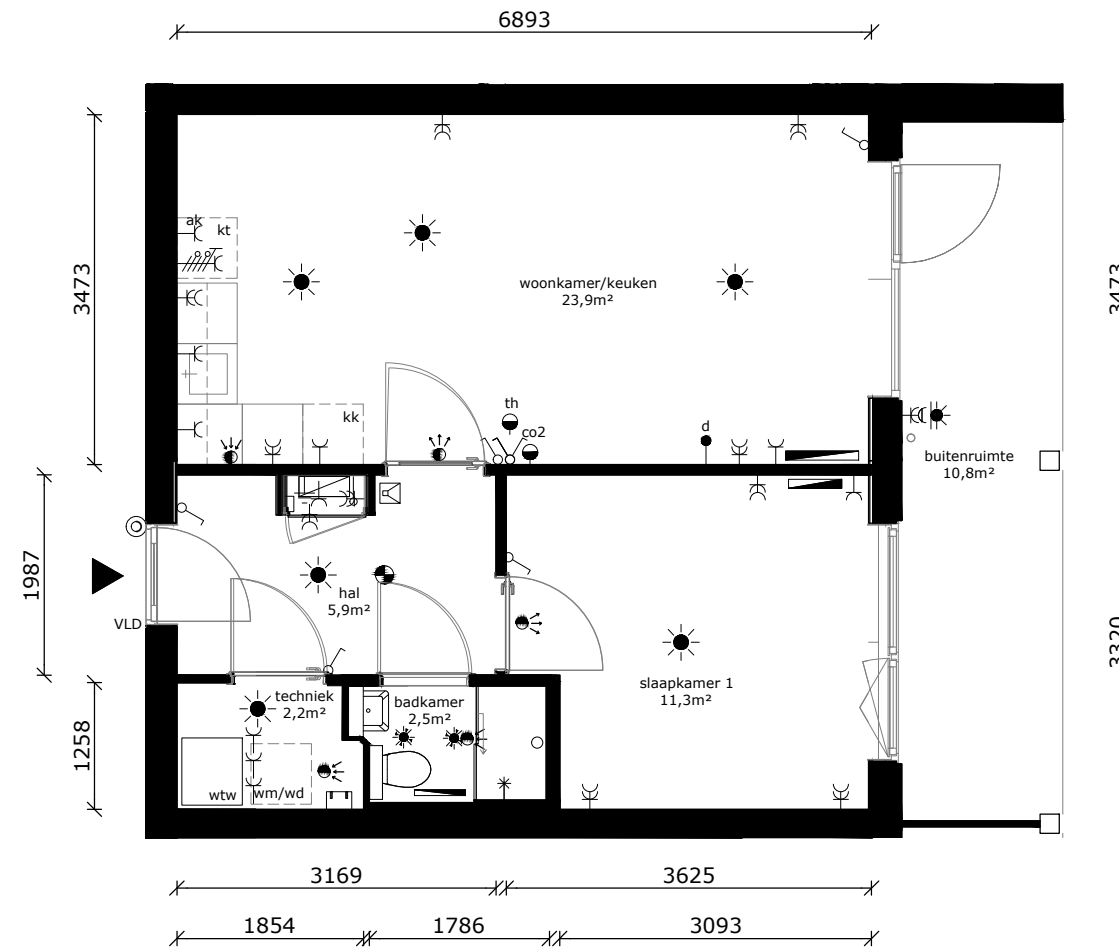 6893
ak
kt
woonkamer/keuken
23,9m²
3473
3473
kk
th
co2
d
buitenruimte
10,8m²
1987
hal
5,9m²
VLD
3320
slaapkamer 1
11,3m²
techniek
2,2m²
badkamer
2,5m²
1258
wtw
wm/wd
3169
3625
1854
1786
3093